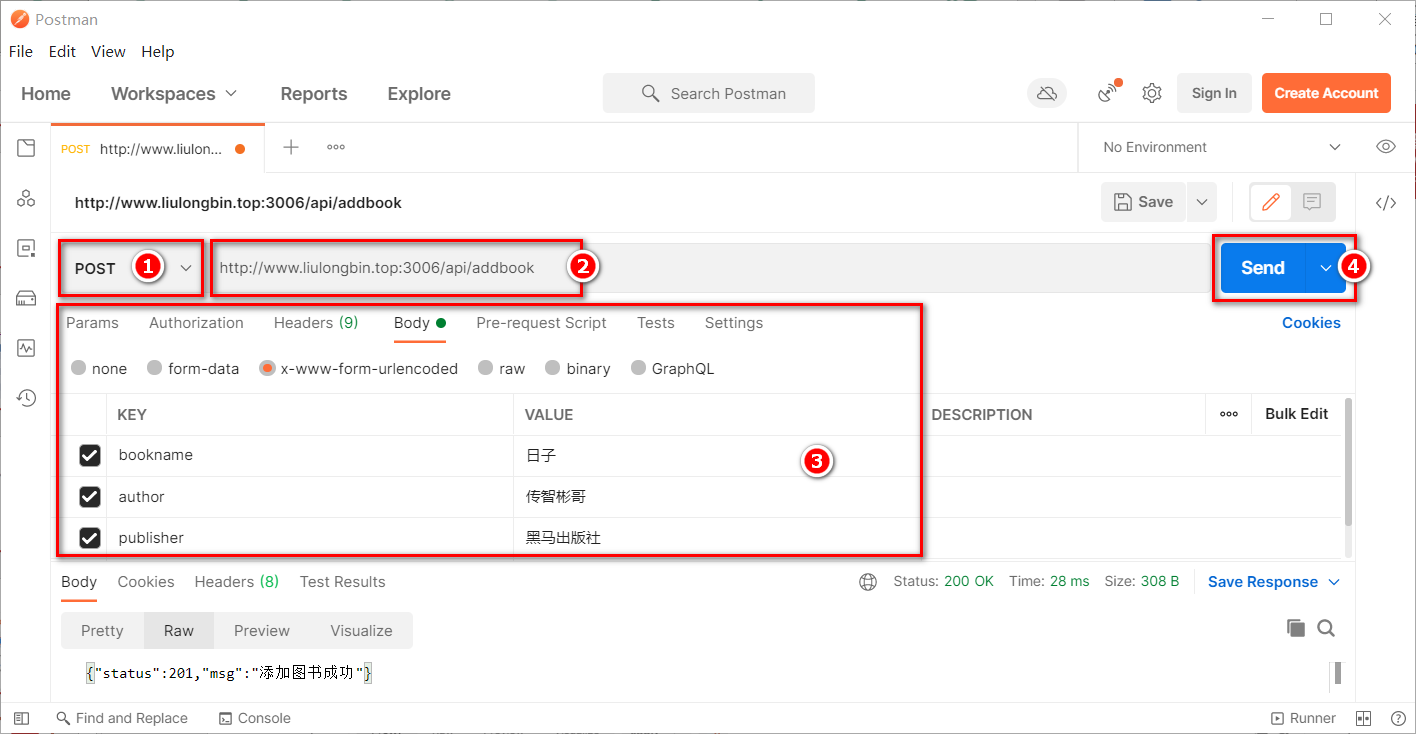 Postman
File Edit View Help
Home Workspaces Reports Explore Search Postman Sign In Create Account
POST http://www.liulon... No Environment
http://www.liulongbin.top:3006/api/addbook Save
POST 1 http://www.liulongbin.top:3006/api/addbook 2 Send 4
Params Authorization Headers (9) Body Pre-request Script Tests Settings Cookies
none form-data x-www-form-urlencoded raw binary GraphQL
KEY VALUE DESCRIPTION Bulk Edit
bookname 日子 3
author 传智彬哥
publisher 黑马出版社
Body Cookies Headers (8) Test Results Status: 200 OK Time: 28 ms Size: 308 B Save Response
Pretty Raw Preview Visualize
{"status":201,"msg":"添加图书成功"}
Find and Replace Console Runner